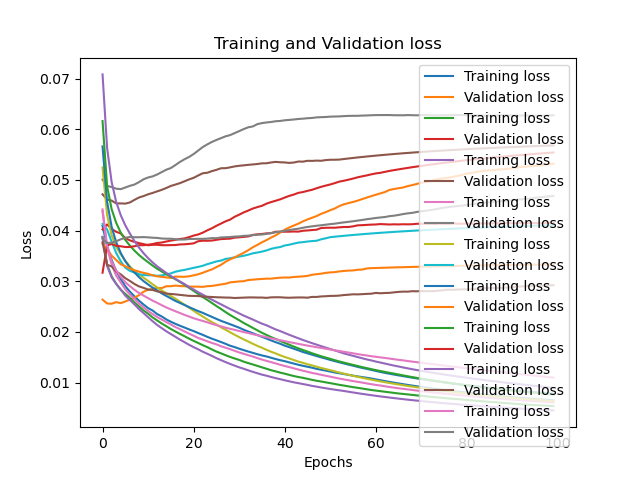 Training and Validation loss
0.07
0.06
0.05
0.04
0.03
0.02
0.01
Loss
0
20
40
60
80
100
Epochs
Training loss
Validation loss
Training loss
Validation loss
Training loss
Validation loss
Training loss
Validation loss
Training loss
Validation loss
Training loss
Validation loss
Training loss
Validation loss
Training loss
Validation loss
Training loss
Validation loss